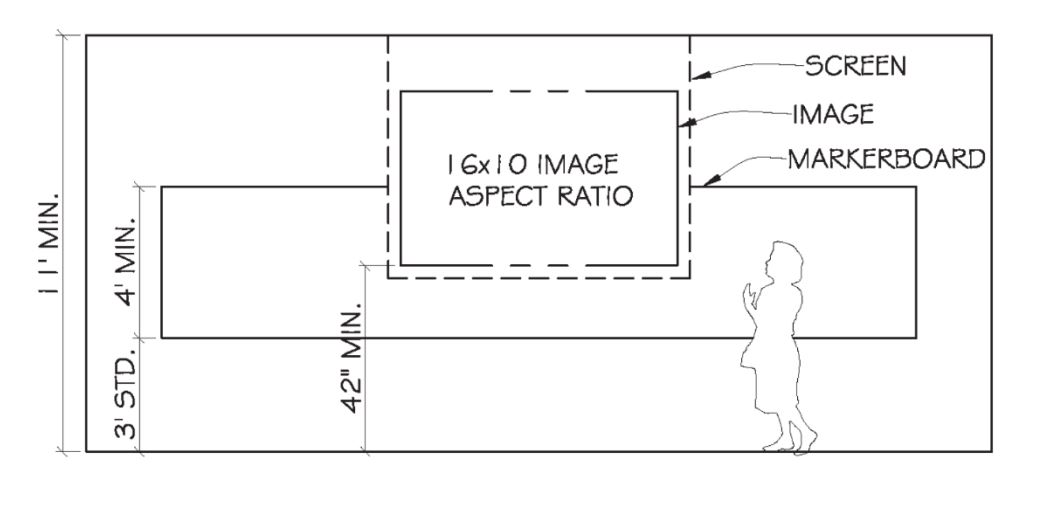 SCREEN
IMAGE
MARKERBOARD
16x10 IMAGE
ASPECT RATIO
11' MIN.
4' MIN.
3' STD.
42" MIN.